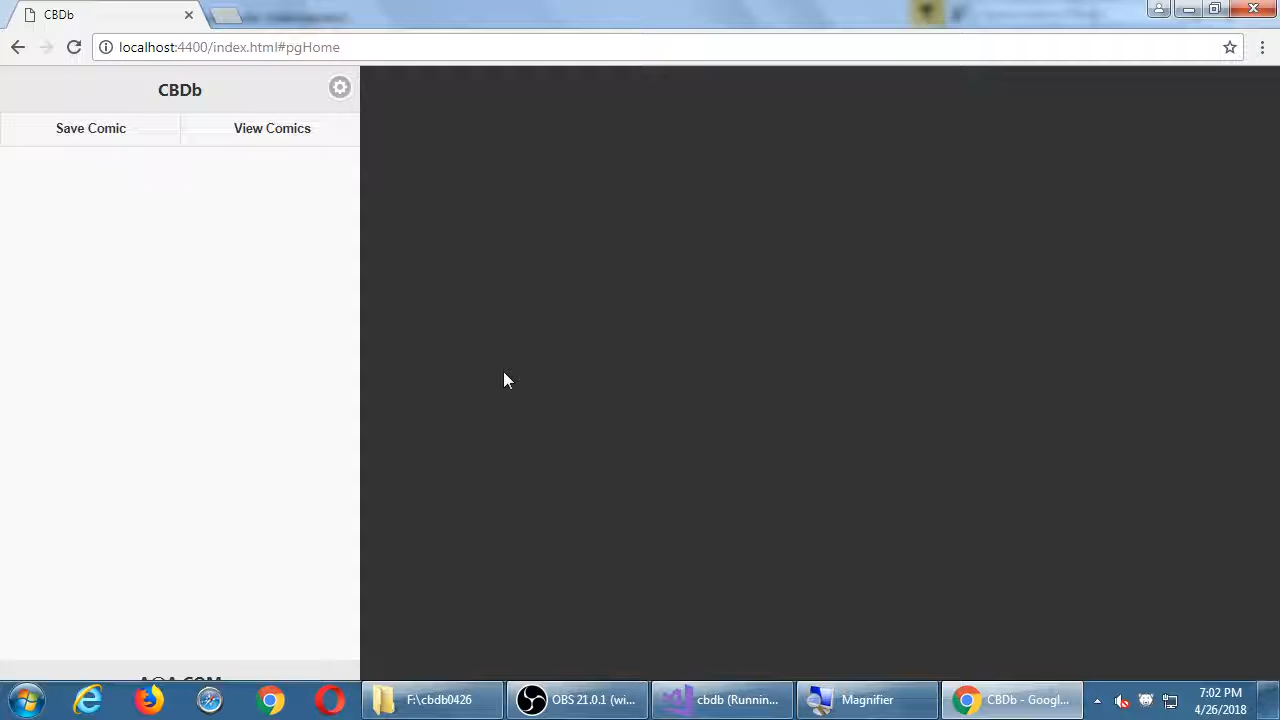 CBDb
localhost:4400/index.html#pgHome
CBDb
Save Comic
View Comics
F:\cbdb0426
OBS 21.0.1 (wi...
cbdb (Runnin...
Magnifier
CBDb - Googl...
7:02 PM
4/26/2018